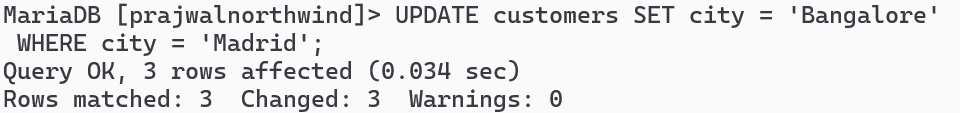 MariaDB [prajwalnorthwind]> UPDATE customers SET city = 'Bangalore'
 WHERE city = 'Madrid';
Query OK, 3 rows affected (0.034 sec)
Rows matched: 3  Changed: 3  Warnings: 0